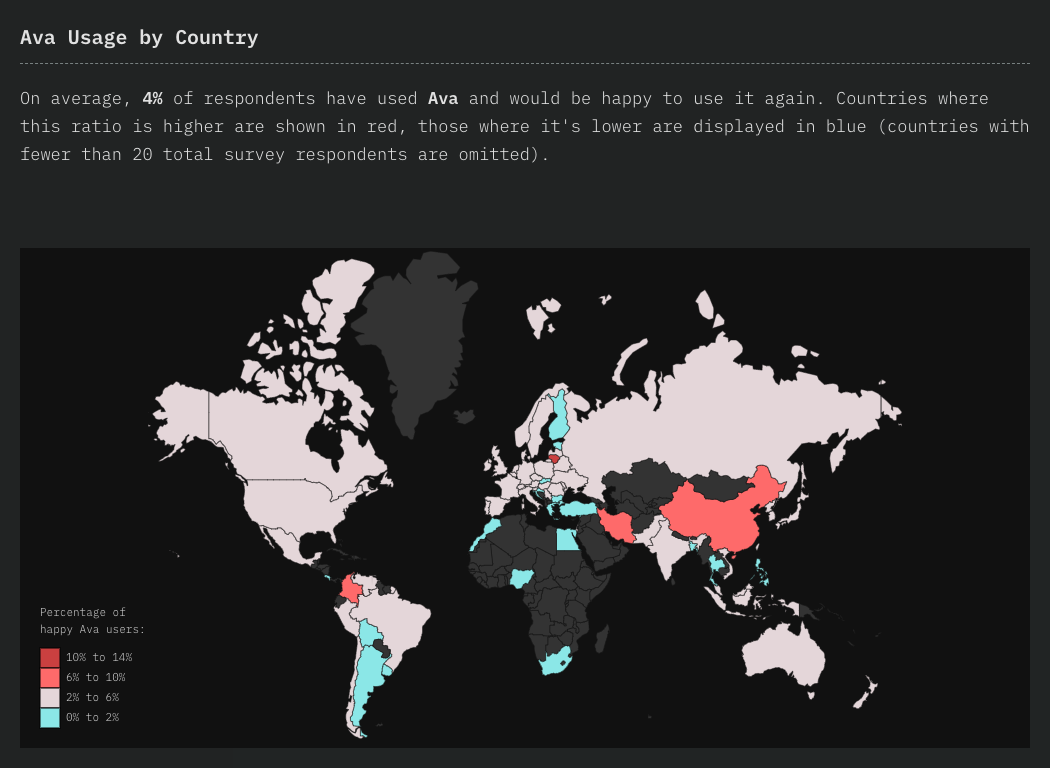 Ava Usage by Country
On average, 4% of respondents have used Ava and would be happy to use it again. Countries where
this ratio is higher are shown in red, those where it's lower are displayed in blue (countries with
fewer than 20 total survey respondents are omitted).
Percentage of
happy Ava users:
10% to 14%
6% to 10%
2% to 6%
0% to 2%